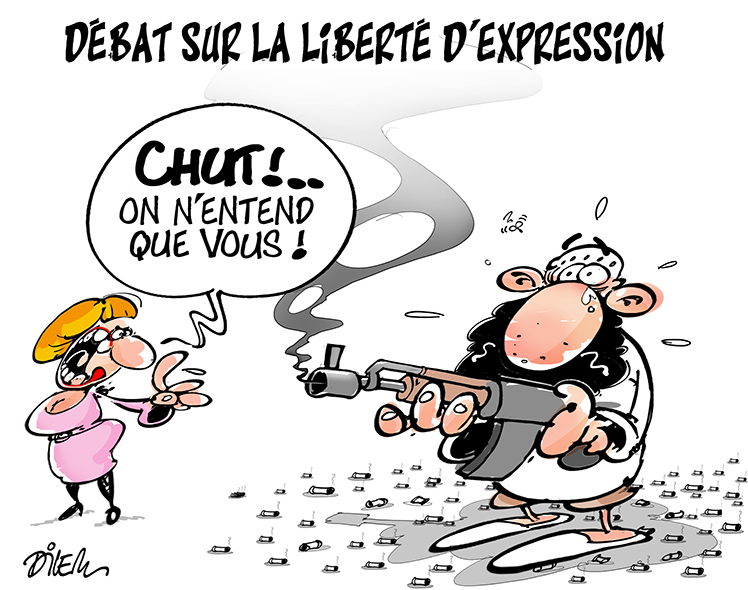 DÉBAT SUR LA LIBERTÉ D'EXPRESSION
CHUT!..
ON N'ENTEND
QUE VOUS !
DILEM